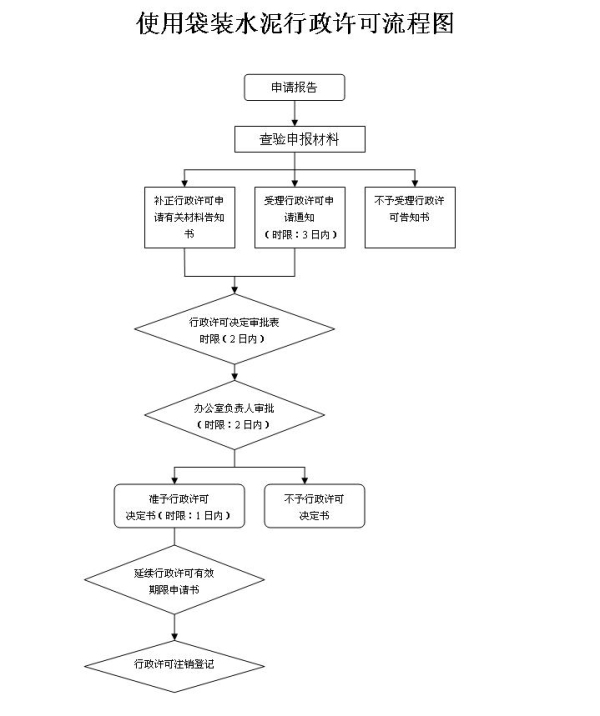 使用袋装水泥行政许可流程图
申请报告
查验申报材料
补正行政许可申
请有关材料告知
书
受理行政许可申
请通知
（时限：3日内）
不予受理行政许
可告知书
行政许可决定审批表
时限（2日内）
办公室负责人审批
（时限：2日内）
准予行政许可
决定书（时限：1日内）
不予行政许可
决定书
延续行政许可有效
期限申请书
行政许可注销登记